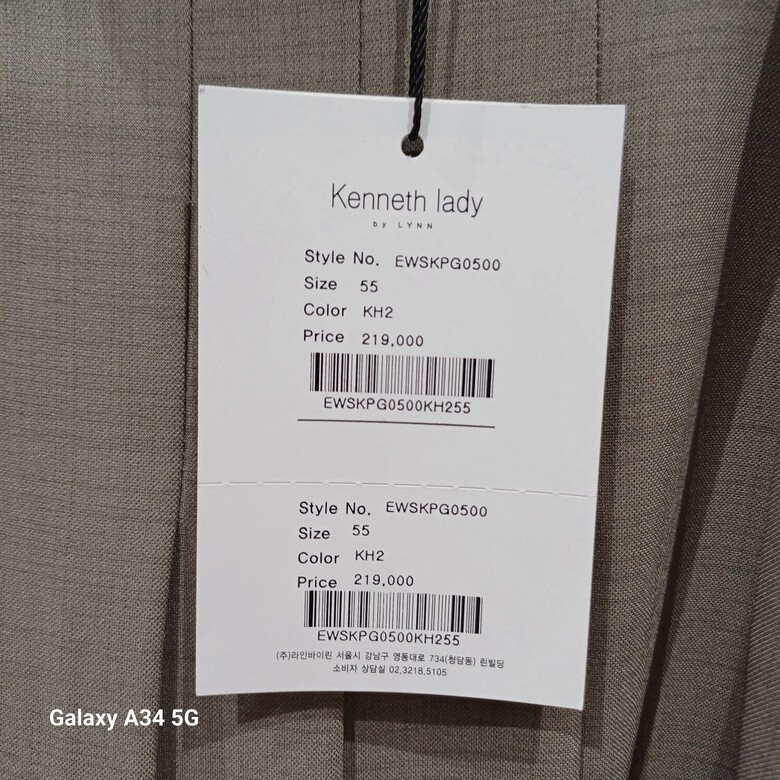 Kenneth lady
by LYNN
Style No. EWSKPG0500
Size 55
Color KH2
Price 219,000
EWSKPG0500KH255
Style No. EWSKPG0500
Size 55
Color KH2
Price 219,000
EWSKPG0500KH255
(주)라인바이린 서울시 강남구 영동대로 734(청담동) 린빌딩
소비자 상담실 02,3218,5105
Galaxy A34 5G